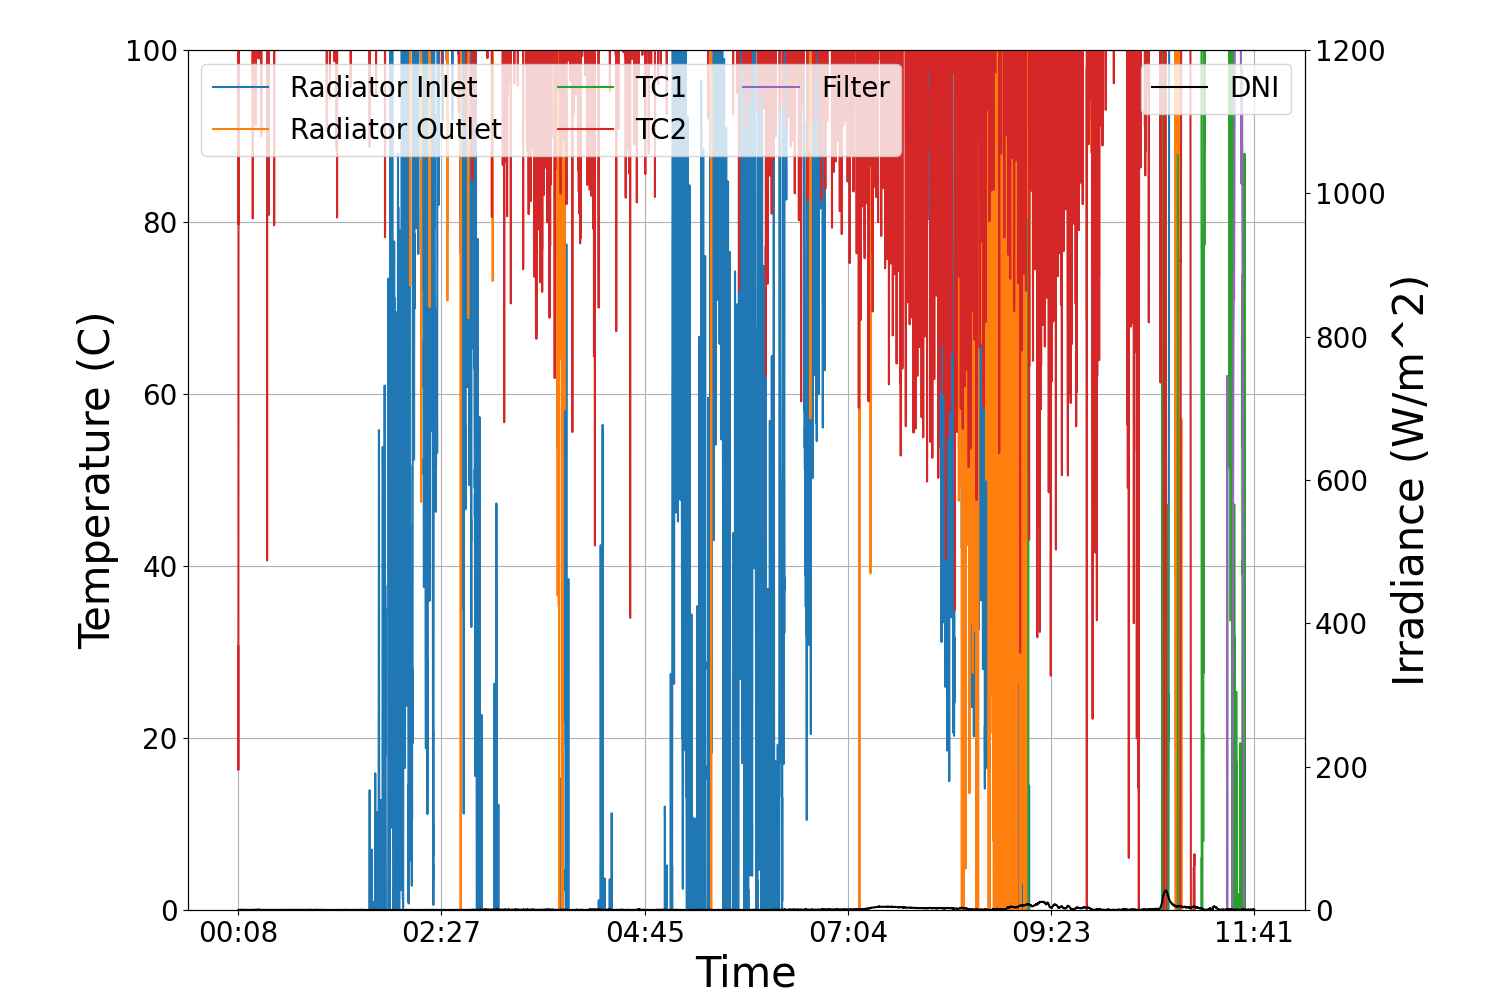 100
80
60
40
20
0
Temperature (C)
Radiator Inlet
Radiator Outlet
TC1
TC2
Filter
DNI
1200
1000
800
600
400
200
0
Irradiance (W/m^2)
00:08
02:27
04:45
07:04
09:23
11:41
Time